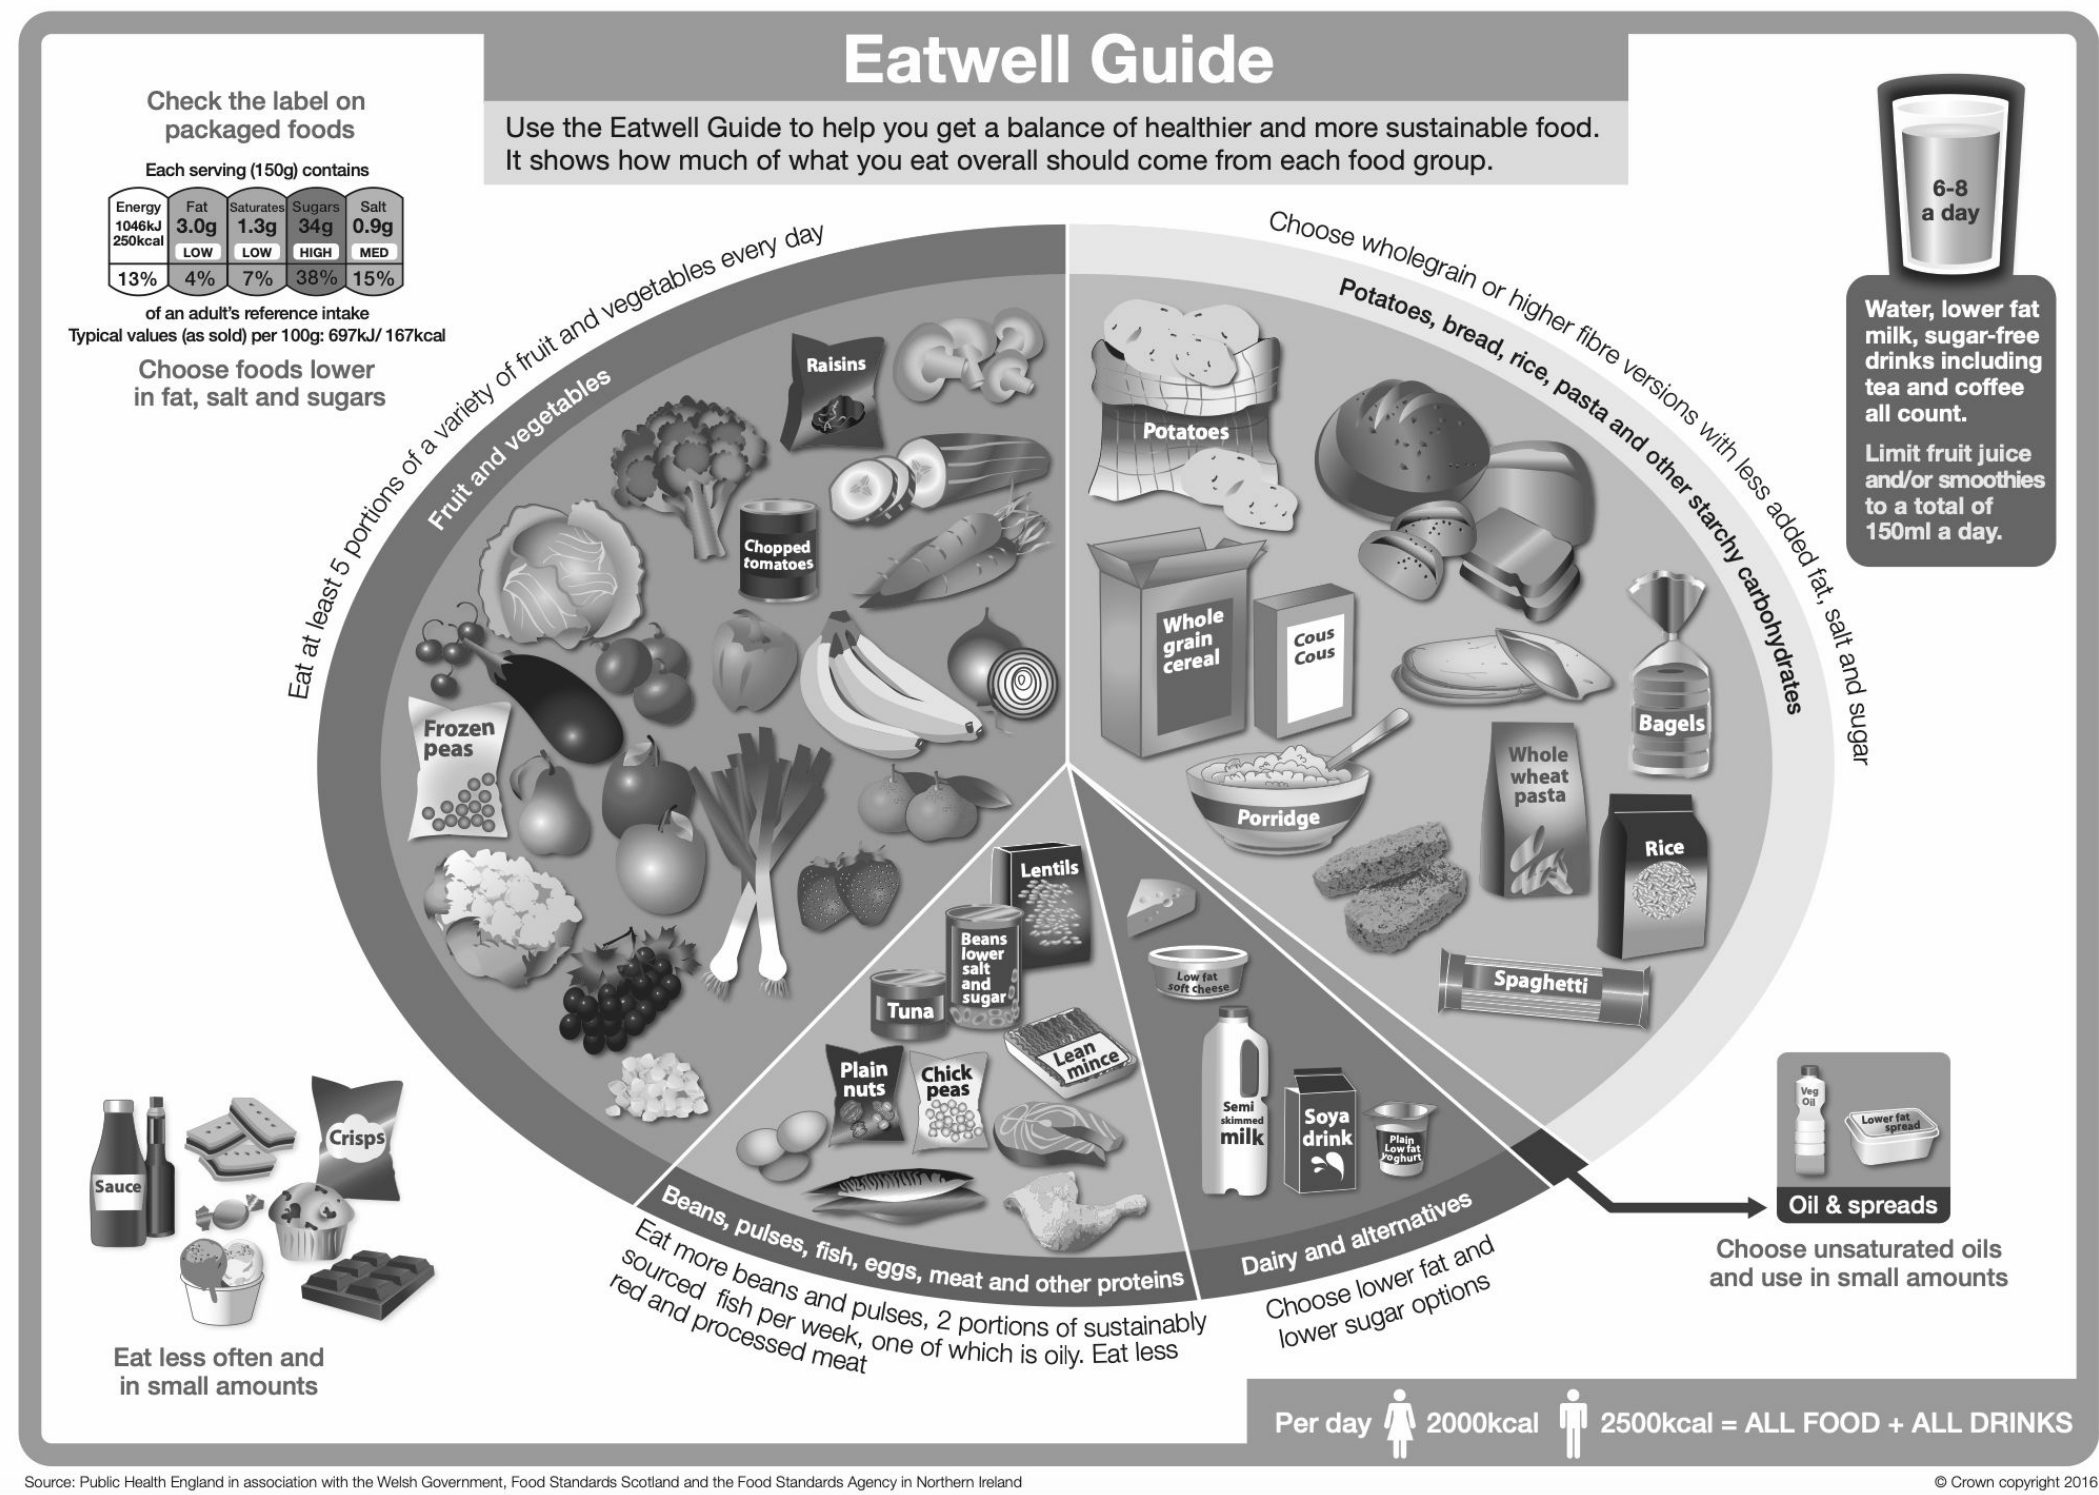 Eatwell Guide
Use the Eatwell Guide to help you get a balance of healthier and more sustainable food.
It shows how much of what you eat overall should come from each food group.
Check the label on
packaged foods
Each serving (150g) contains
Energy
1046kJ
250kcal
13%
Fat
3.0g
LOW
4%
Saturates
1.3g
LOW
7%
Sugars
34g
HIGH
38%
Salt
0.9g
MED
15%
of an adult's reference intake
Typical values (as sold) per 100g: 697kJ/ 167kcal
Choose foods lower
in fat, salt and sugars
6-8
a day
Water, lower fat
milk, sugar-free
drinks including
tea and coffee
all count.
Limit fruit juice
and/or smoothies
to a total of
150ml a day.
Eat at least 5 portions of a variety of fruit and vegetables every day
Fruit and vegetables
Raisins
Chopped
tomatoes
Frozen
peas
Choose wholegrain or higher fibre versions with less added fat, salt and sugar
Potatoes, bread, rice, pasta and other starchy carbohydrates
Potatoes
Whole
grain
cereal
Cous
Cous
Bagels
Whole
wheat
pasta
Porridge
Rice
Spaghetti
Lentils
Beans
lower
salt
and
sugar
Tuna
Lean
mince
Plain
nuts
Chick
peas
Beans, pulses, fish, eggs, meat and other proteins
Eat more beans and pulses, 2 portions of sustainably
sourced fish per week, one of which is oily. Eat less
red and processed meat
Low fat
soft cheese
Semi
skimmed
milk
Soya
drink
Plain
Low fat
yoghurt
Dairy and alternatives
Choose lower fat and
lower sugar options
Veg
Oil
Lower fat
spread
Oil & spreads
Choose unsaturated oils
and use in small amounts
Crisps
Sauce
Eat less often and
in small amounts
Per day 2000kcal 2500kcal = ALL FOOD + ALL DRINKS
Source: Public Health England in association with the Welsh Government, Food Standards Scotland and the Food Standards Agency in Northern Ireland
© Crown copyright 2016